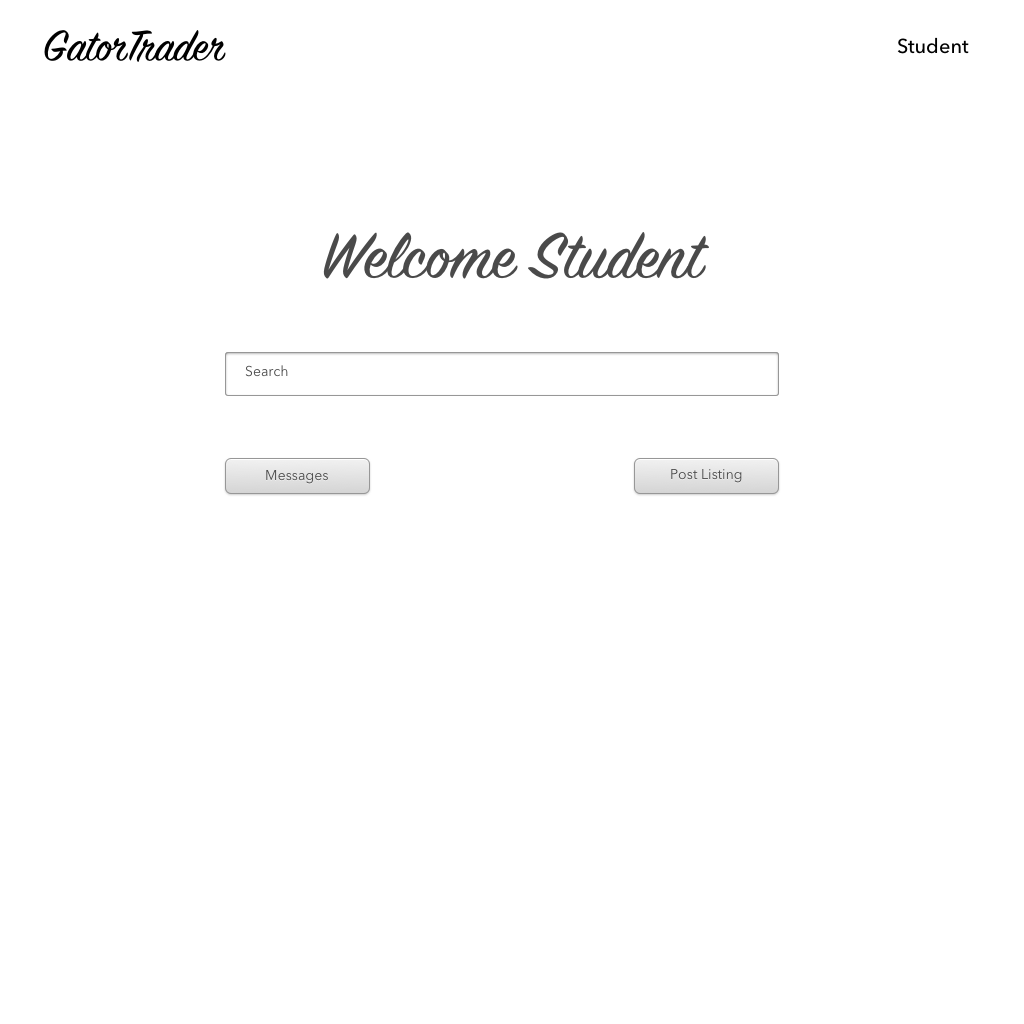 GatorTrader
Student
Welcome Student
Search
Messages
Post Listing